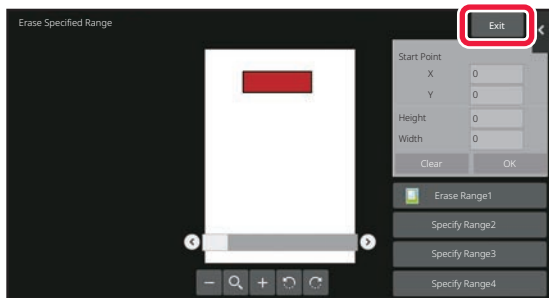 Erase Specified Range
Exit
Start Point
X 0
Y 0
Height 0
Width 0
Clear OK
Erase Range1
Specify Range2
Specify Range3
Specify Range4